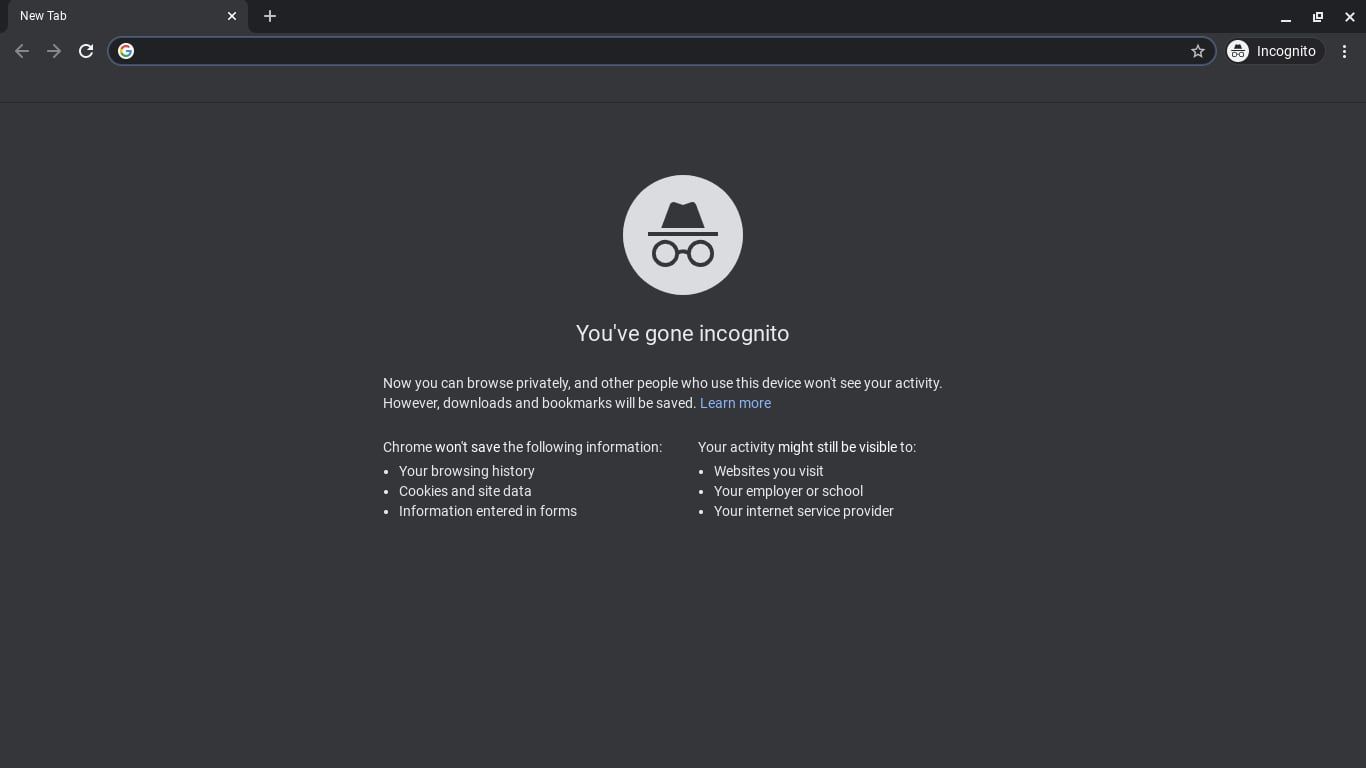 New Tab
Incognito
You've gone incognito
Now you can browse privately, and other people who use this device won't see your activity.
However, downloads and bookmarks will be saved. Learn more
Chrome won't save the following information:
• Your browsing history
• Cookies and site data
• Information entered in forms
Your activity might still be visible to:
• Websites you visit
• Your employer or school
• Your internet service provider